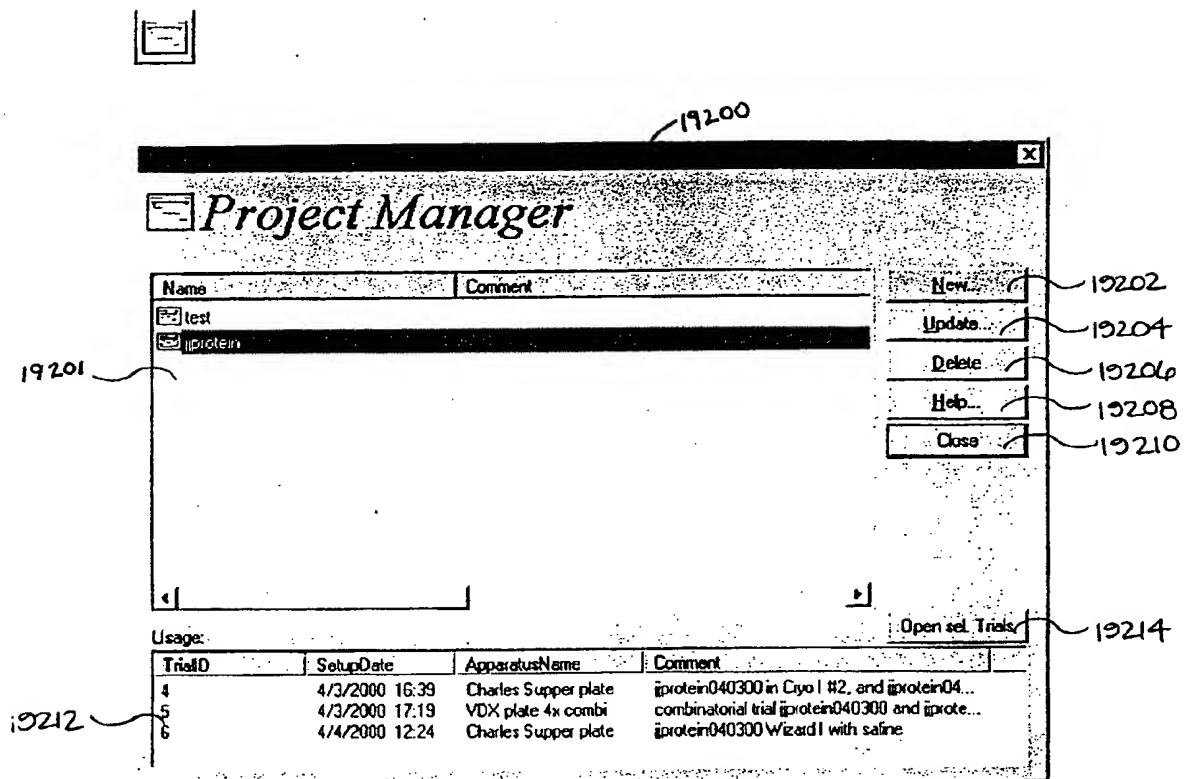 19200
Project Manager
Name Comment
test
jjprotein
19201
New...
19202
Update...
19204
Delete
19206
Help...
19208
Close
19210
Open sel. Trials
19214
Usage:
TrialID SetupDate ApparatusName Comment
4 4/3/2000 16:39 Charles Supper plate jjprotein040300 in Cryo I #2, and jjprotein04...
5 4/3/2000 17:19 VDX plate 4x combi combinatorial trial jjprotein040300 and jjprote...
6 4/4/2000 12:24 Charles Supper plate jjprotein040300 Wizard I with saline
19212